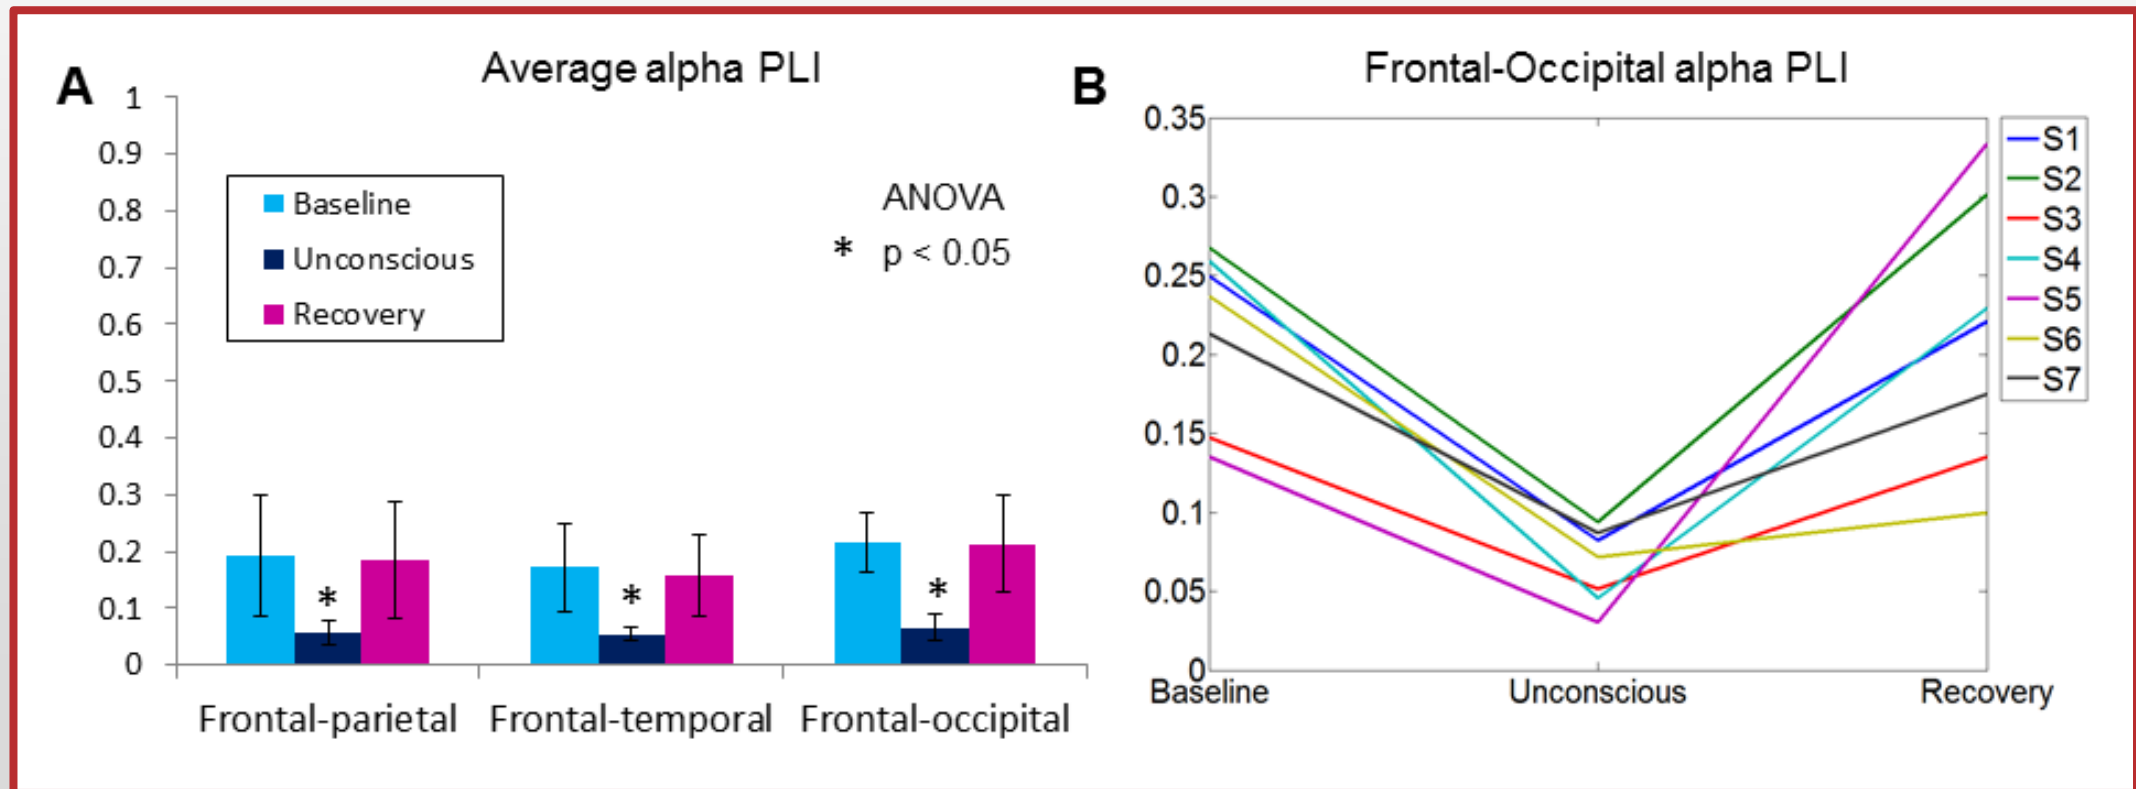 A
Average alpha PLI
1
0.9
0.8
0.7
0.6
0.5
0.4
0.3
0.2
0.1
0
Baseline
Unconscious
Recovery
ANOVA
* p < 0.05
*
*
*
Frontal-parietal Frontal-temporal Frontal-occipital
B
Frontal-Occipital alpha PLI
0.35
0.3
0.25
0.2
0.15
0.1
0.05
0
Baseline Unconscious Recovery
S1
S2
S3
S4
S5
S6
S7